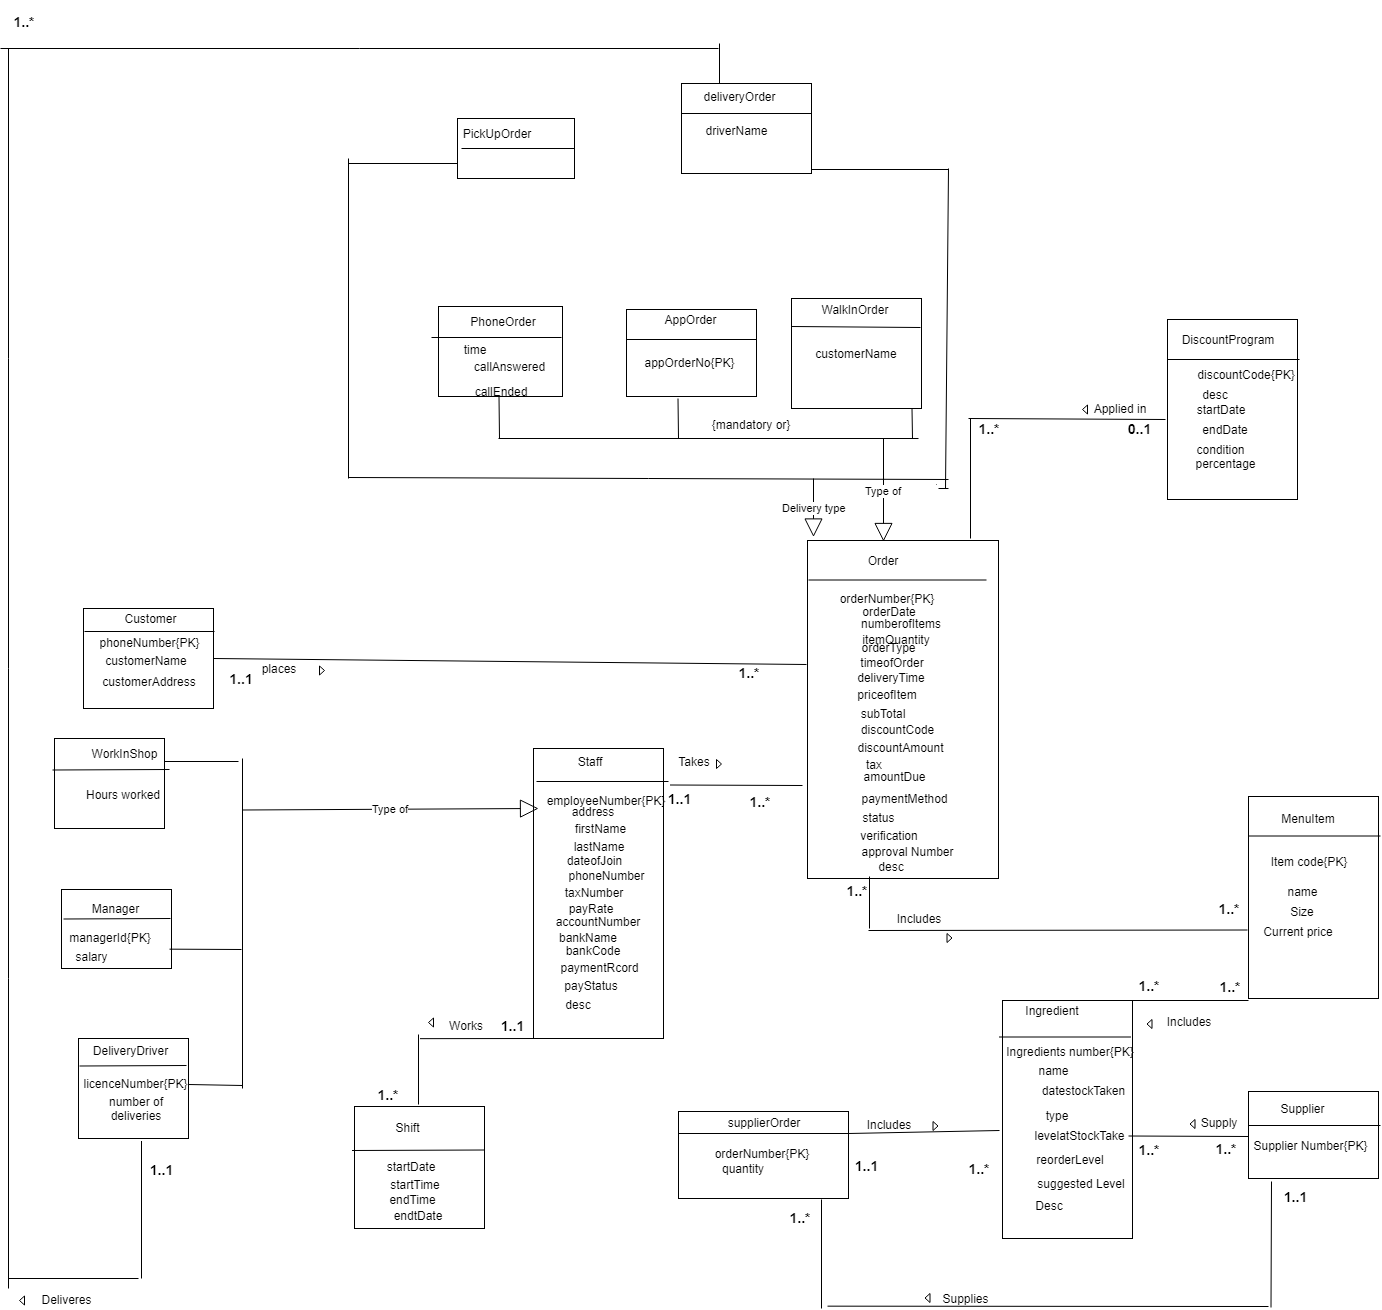 1..*
deliveryOrder
driverName
PickUpOrder
PhoneOrder
time
callAnswered
callEnded
AppOrder
appOrderNo{PK}
WalkInOrder
customerName
{mandatory or}
DiscountProgram
discountCode{PK}
desc
startDate
endDate
condition
percentage
Applied in
1..*
0..1
Type of
Delivery type
Order
orderNumber{PK}
orderDate
numberofItems
itemQuantity
orderType
timeofOrder
deliveryTime
priceofItem
subTotal
discountCode
discountAmount
tax
amountDue
paymentMethod
status
verification
approval Number
desc
Customer
phoneNumber{PK}
customerName
customerAddress
1..1
places
1..*
WorkInShop
Hours worked
Type of
Manager
managerId{PK}
salary
DeliveryDriver
licenceNumber{PK}
number of
deliveries
1..1
Deliveres
Staff
employeeNumber{PK}
address
firstName
lastName
dateofJoin
phoneNumber
taxNumber
payRate
accountNumber
bankName
bankCode
paymentRcord
payStatus
desc
Takes
1..1
1..*
Works
1..1
1..*
Shift
startDate
startTime
endTime
endtDate
1..*
Includes
1..*
MenuItem
Item code{PK}
name
Size
Current price
1..*
1..*
Includes
Ingredient
Ingredients number{PK}
name
datestockTaken
type
levelatStockTake
reorderLevel
suggested Level
Desc
supplierOrder
orderNumber{PK}
quantity
Includes
1..1
1..*
Supply
1..*
1..*
Supplier
Supplier Number{PK}
1..1
1..*
Supplies